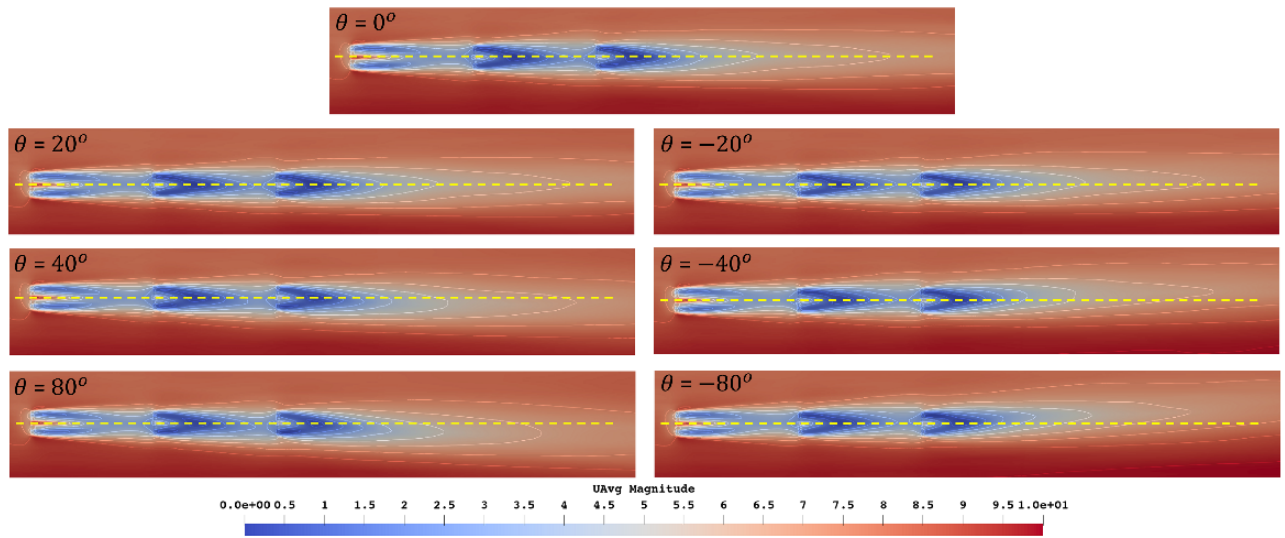 θ = 0°
θ = 20°
θ = −20°
θ = 40°
θ = −40°
θ = 80°
θ = −80°
UAvg Magnitude
0.0e+00 0.5 1 1.5 2 2.5 3 3.5 4 4.5 5 5.5 6 6.5 7 7.5 8 8.5 9 9.5 1.0e+01